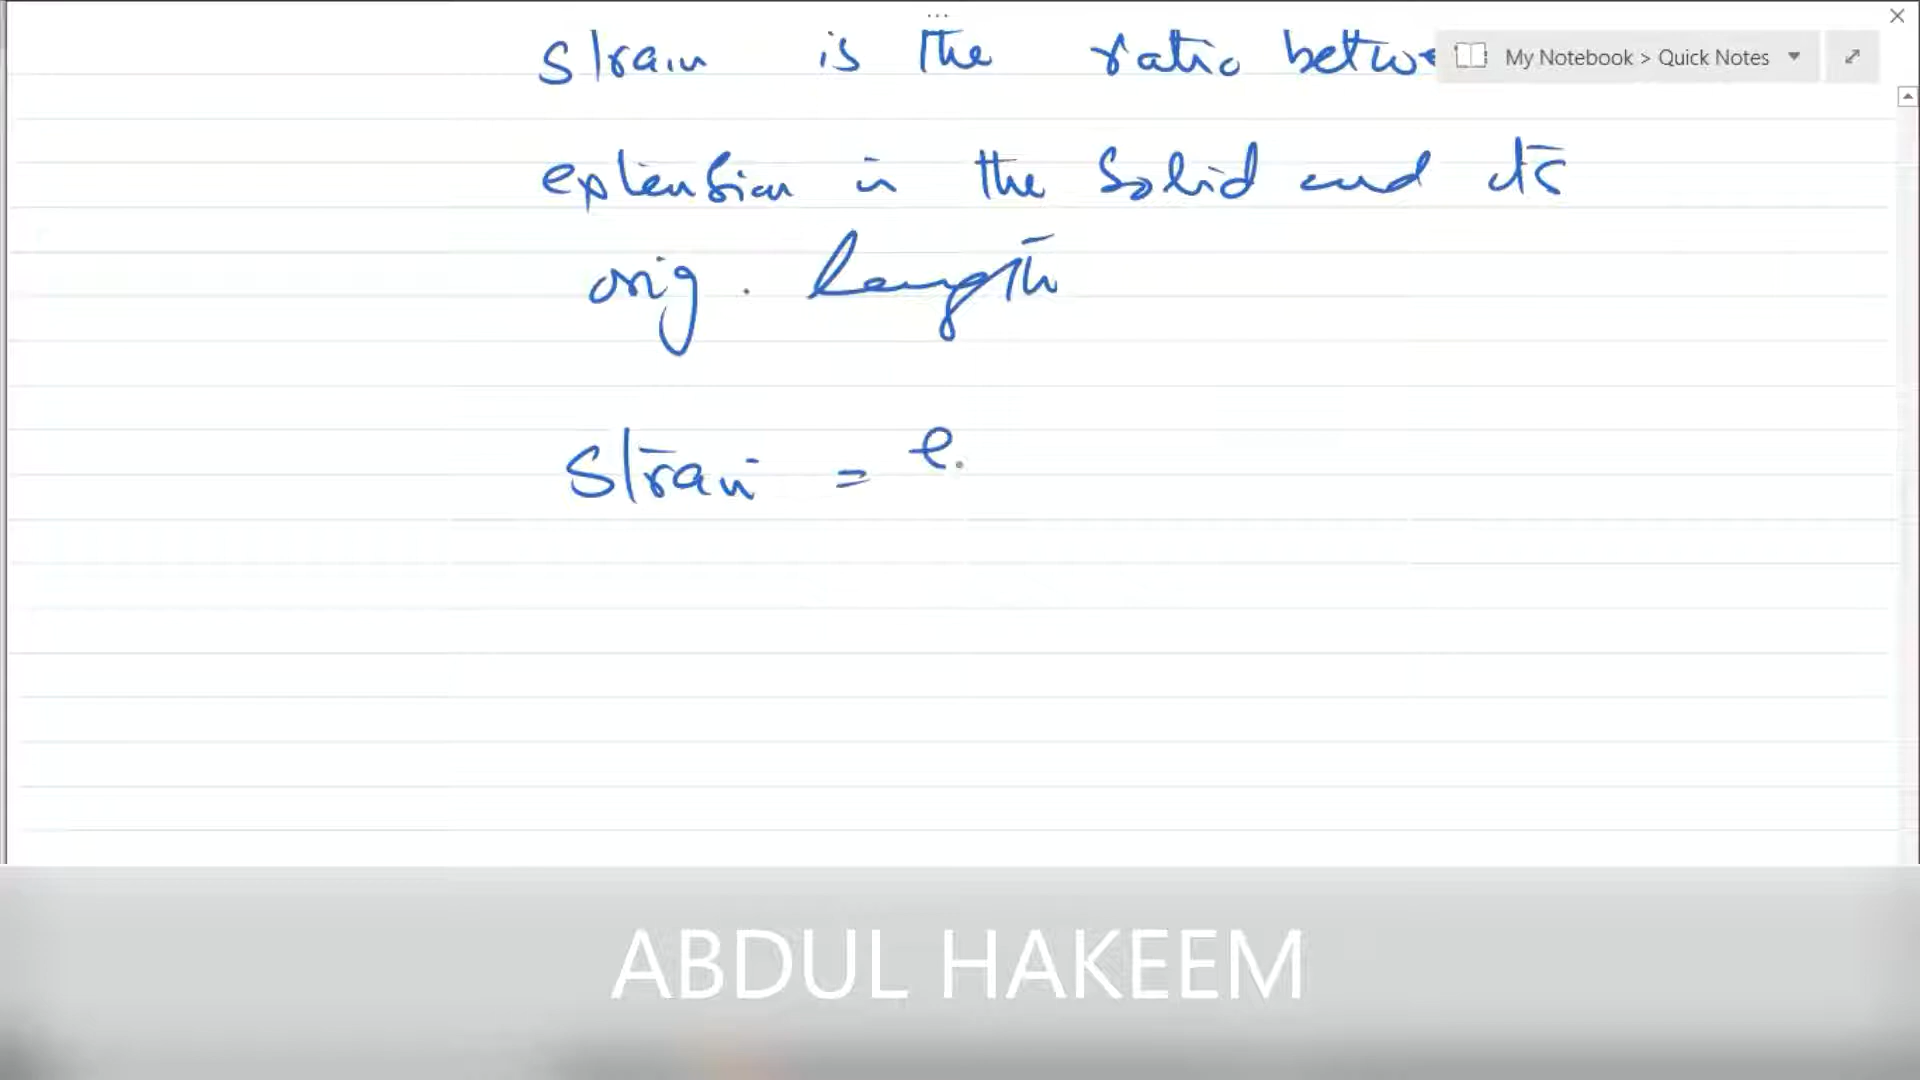 ...
strain is the ratio betwe
My Notebook > Quick Notes
extension in the solid and its
orig. length
Strain = e.
ABDUL HAKEEM